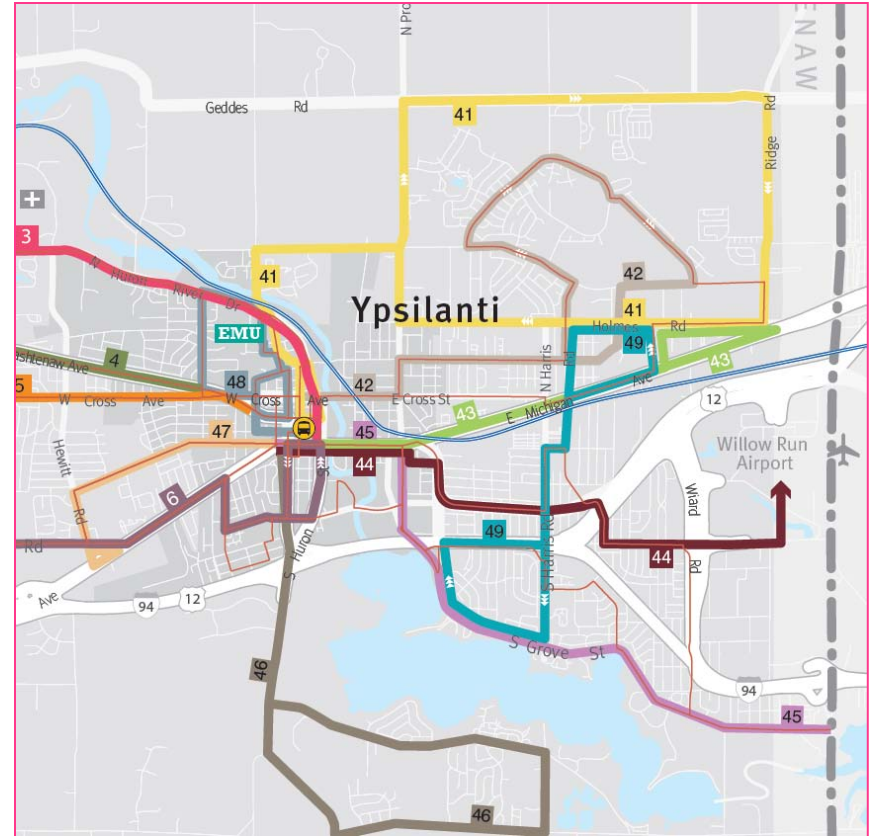 N Pro
ENAW
Geddes Rd
41
Ridge Rd
3
N Huron River Dr
41
42
Ypsilanti
41
Holmes Rd
EMU
49
43
4
ashtenaw Ave
N Harris Rd
5
48
42
W Cross Ave
W Cross Ave
E Cross St
43
E Michigan Ave
12
47
45
Willow Run
Airport
Hewitt Rd
44
6
Wiard Rd
49
Rd
S Huron
S Harris Rd
44
Ave
94
12
S Grove St
46
94
45
46